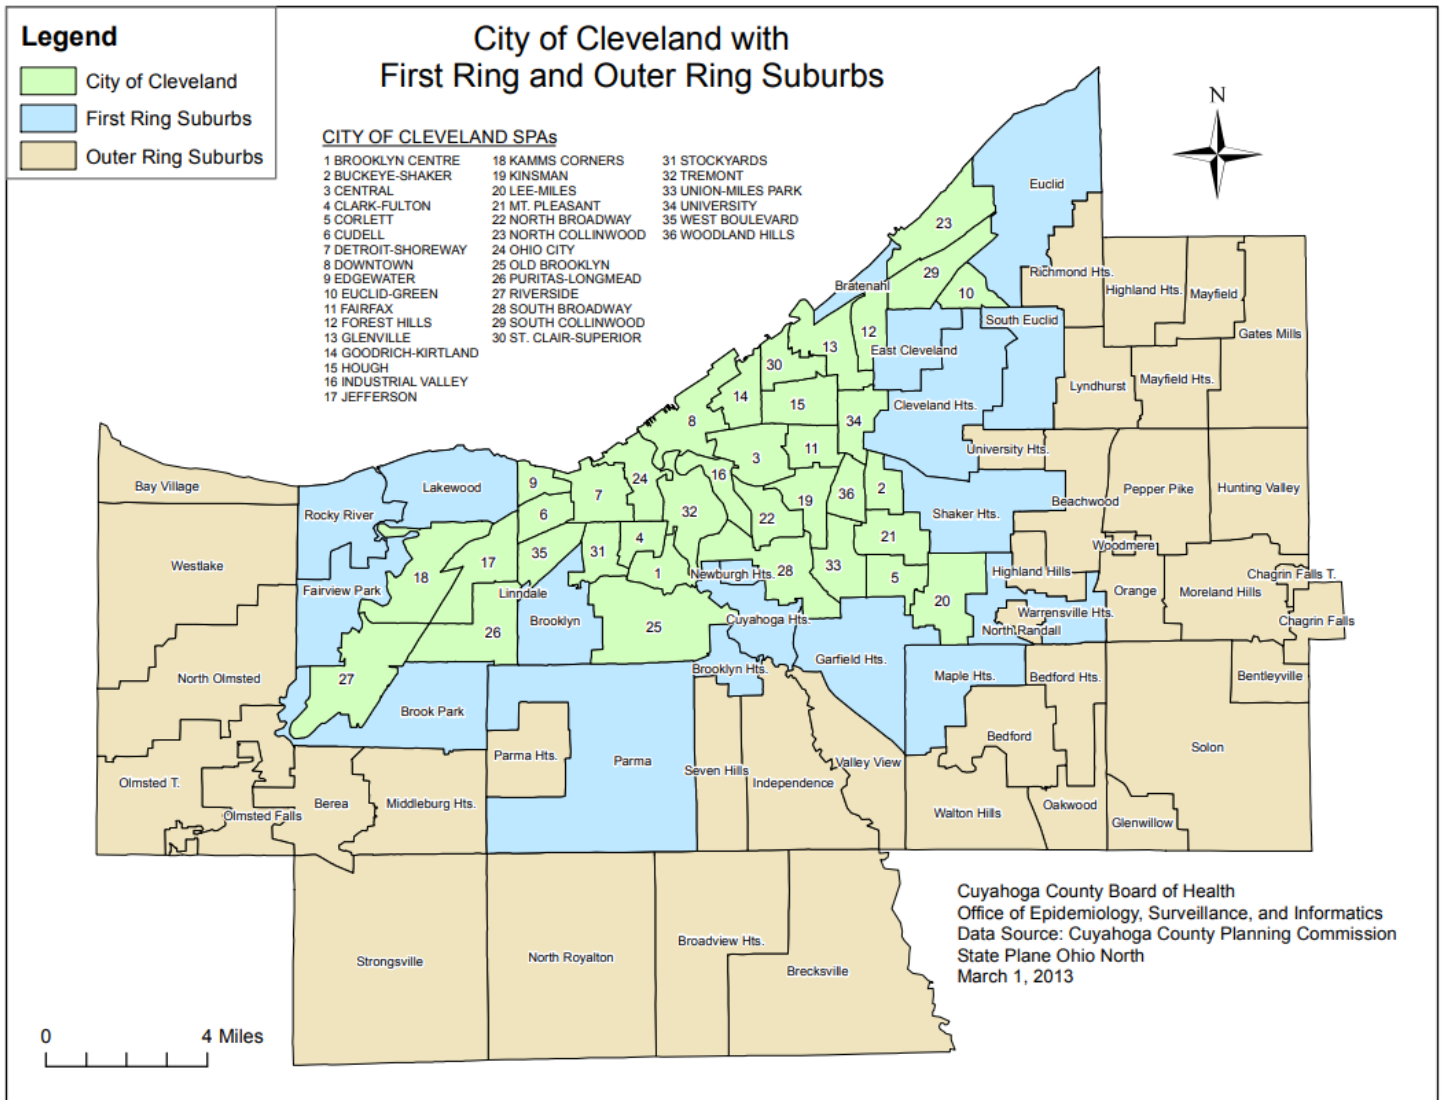 Legend
City of Cleveland
First Ring Suburbs
Outer Ring Suburbs
City of Cleveland with
First Ring and Outer Ring Suburbs
N
CITY OF CLEVELAND SPAs
1 BROOKLYN CENTRE
2 BUCKEYE-SHAKER
3 CENTRAL
4 CLARK-FULTON
5 CORLETT
6 CUDELL
7 DETROIT-SHOREWAY
8 DOWNTOWN
9 EDGEWATER
10 EUCLID-GREEN
11 FAIRFAX
12 FOREST HILLS
13 GLENVILLE
14 GOODRICH-KIRTLAND
15 HOUGH
16 INDUSTRIAL VALLEY
17 JEFFERSON
18 KAMMS CORNERS
19 KINSMAN
20 LEE-MILES
21 MT. PLEASANT
22 NORTH BROADWAY
23 NORTH COLLINWOOD
24 OHIO CITY
25 OLD BROOKLYN
26 PURITAS-LONGMEAD
27 RIVERSIDE
28 SOUTH BROADWAY
29 SOUTH COLLINWOOD
30 ST. CLAIR-SUPERIOR
31 STOCKYARDS
32 TREMONT
33 UNION-MILES PARK
34 UNIVERSITY
35 WEST BOULEVARD
36 WOODLAND HILLS
Euclid
23
29
10
Richmond Hts.
Bratenahl
Highland Hts.
Mayfield
South Euclid
Gates Mills
12
13
East Cleveland
30
Lyndhurst
Mayfield Hts.
14
15
Cleveland Hts.
8
34
11
University Hts.
3
Bay Village
Lakewood
9
24
16
7
36
2
Pepper Pike
Hunting Valley
Beachwood
19
Rocky River
6
32
22
Shaker Hts.
21
Woodmere
4
35
31
Westlake
17
18
1
Newburgh Hts.
28
33
5
Highland Hills
Chagrin Falls T.
Fairview Park
Linndale
Orange
Moreland Hills
20
Brooklyn
Cuyahoga Hts.
Warrensville Hts.
Chagrin Falls
26
25
North Randall
Garfield Hts.
Brooklyn Hts.
North Olmsted
27
Maple Hts.
Bedford Hts.
Bentleyville
Brook Park
Bedford
Solon
Parma Hts.
Parma
Seven Hills
Valley View
Independence
Olmsted T.
Berea
Middleburg Hts.
Oakwood
Olmsted Falls
Walton Hills
Glenwillow
Strongsville
North Royalton
Broadview Hts.
Brecksville
Cuyahoga County Board of Health
Office of Epidemiology, Surveillance, and Informatics
Data Source: Cuyahoga County Planning Commission
State Plane Ohio North
March 1, 2013
0 4 Miles